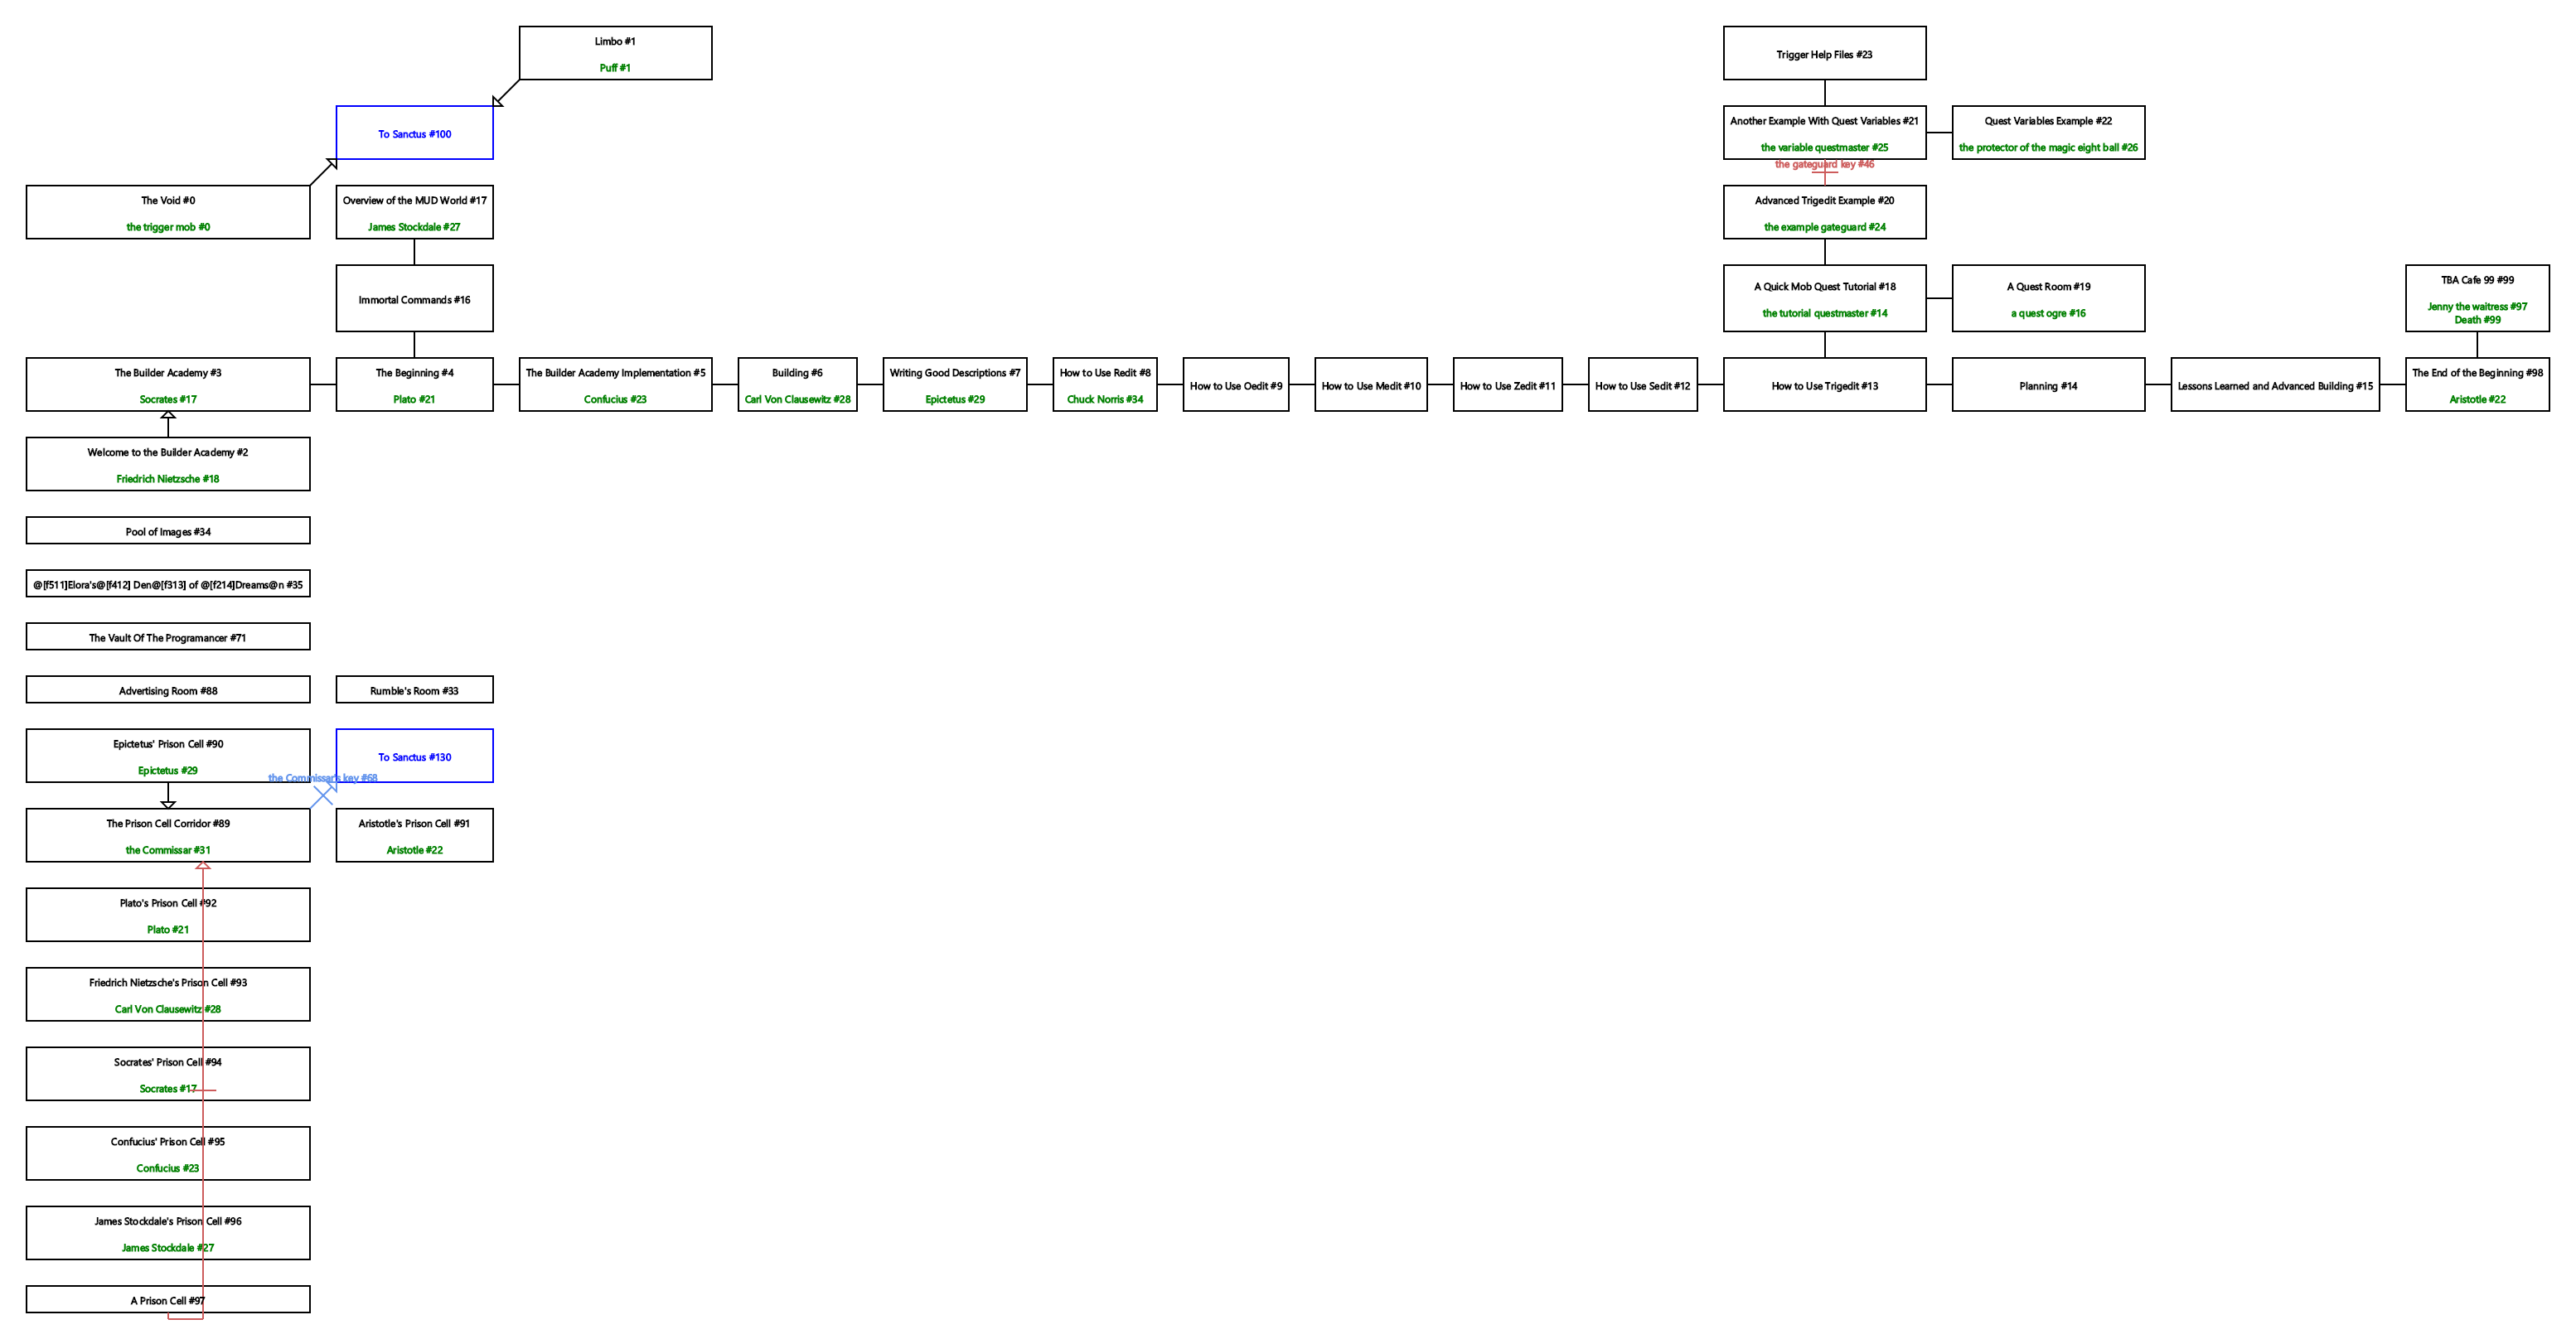 Limbo #1
Puff #1
Trigger Help Files #23
To Sanctus #100
Another Example With Quest Variables #21
the variable questmaster #25
Quest Variables Example #22
the protector of the magic eight ball #26
the gateguard key #46
The Void #0
the trigger mob #0
Overview of the MUD World #17
James Stockdale #27
Advanced Trigedit Example #20
the example gateguard #24
Immortal Commands #16
A Quick Mob Quest Tutorial #18
the tutorial questmaster #14
A Quest Room #19
a quest ogre #16
TBA Cafe 99 #99
Jenny the waitress #97
Death #99
The Builder Academy #3
Socrates #17
The Beginning #4
Plato #21
The Builder Academy Implementation #5
Confucius #23
Building #6
Carl Von Clausewitz #28
Writing Good Descriptions #7
Epictetus #29
How to Use Redit #8
Chuck Norris #34
How to Use Oedit #9
How to Use Medit #10
How to Use Zedit #11
How to Use Sedit #12
How to Use Trigedit #13
Planning #14
Lessons Learned and Advanced Building #15
The End of the Beginning #98
Aristotle #22
Welcome to the Builder Academy #2
Friedrich Nietzsche #18
Pool of Images #34
@[f511]Elora's@[f412] Den@[f313] of @[f214]Dreams@n #35
The Vault Of The Programancer #71
Advertising Room #88
Rumble's Room #33
Epictetus' Prison Cell #90
Epictetus #29
To Sanctus #130
the Commissar's key #68
The Prison Cell Corridor #89
the Commissar #31
Aristotle's Prison Cell #91
Aristotle #22
Plato's Prison Cell #92
Plato #21
Friedrich Nietzsche's Prison Cell #93
Carl Von Clausewitz #28
Socrates' Prison Cell #94
Socrates #17
Confucius' Prison Cell #95
Confucius #23
James Stockdale's Prison Cell #96
James Stockdale #27
A Prison Cell #97